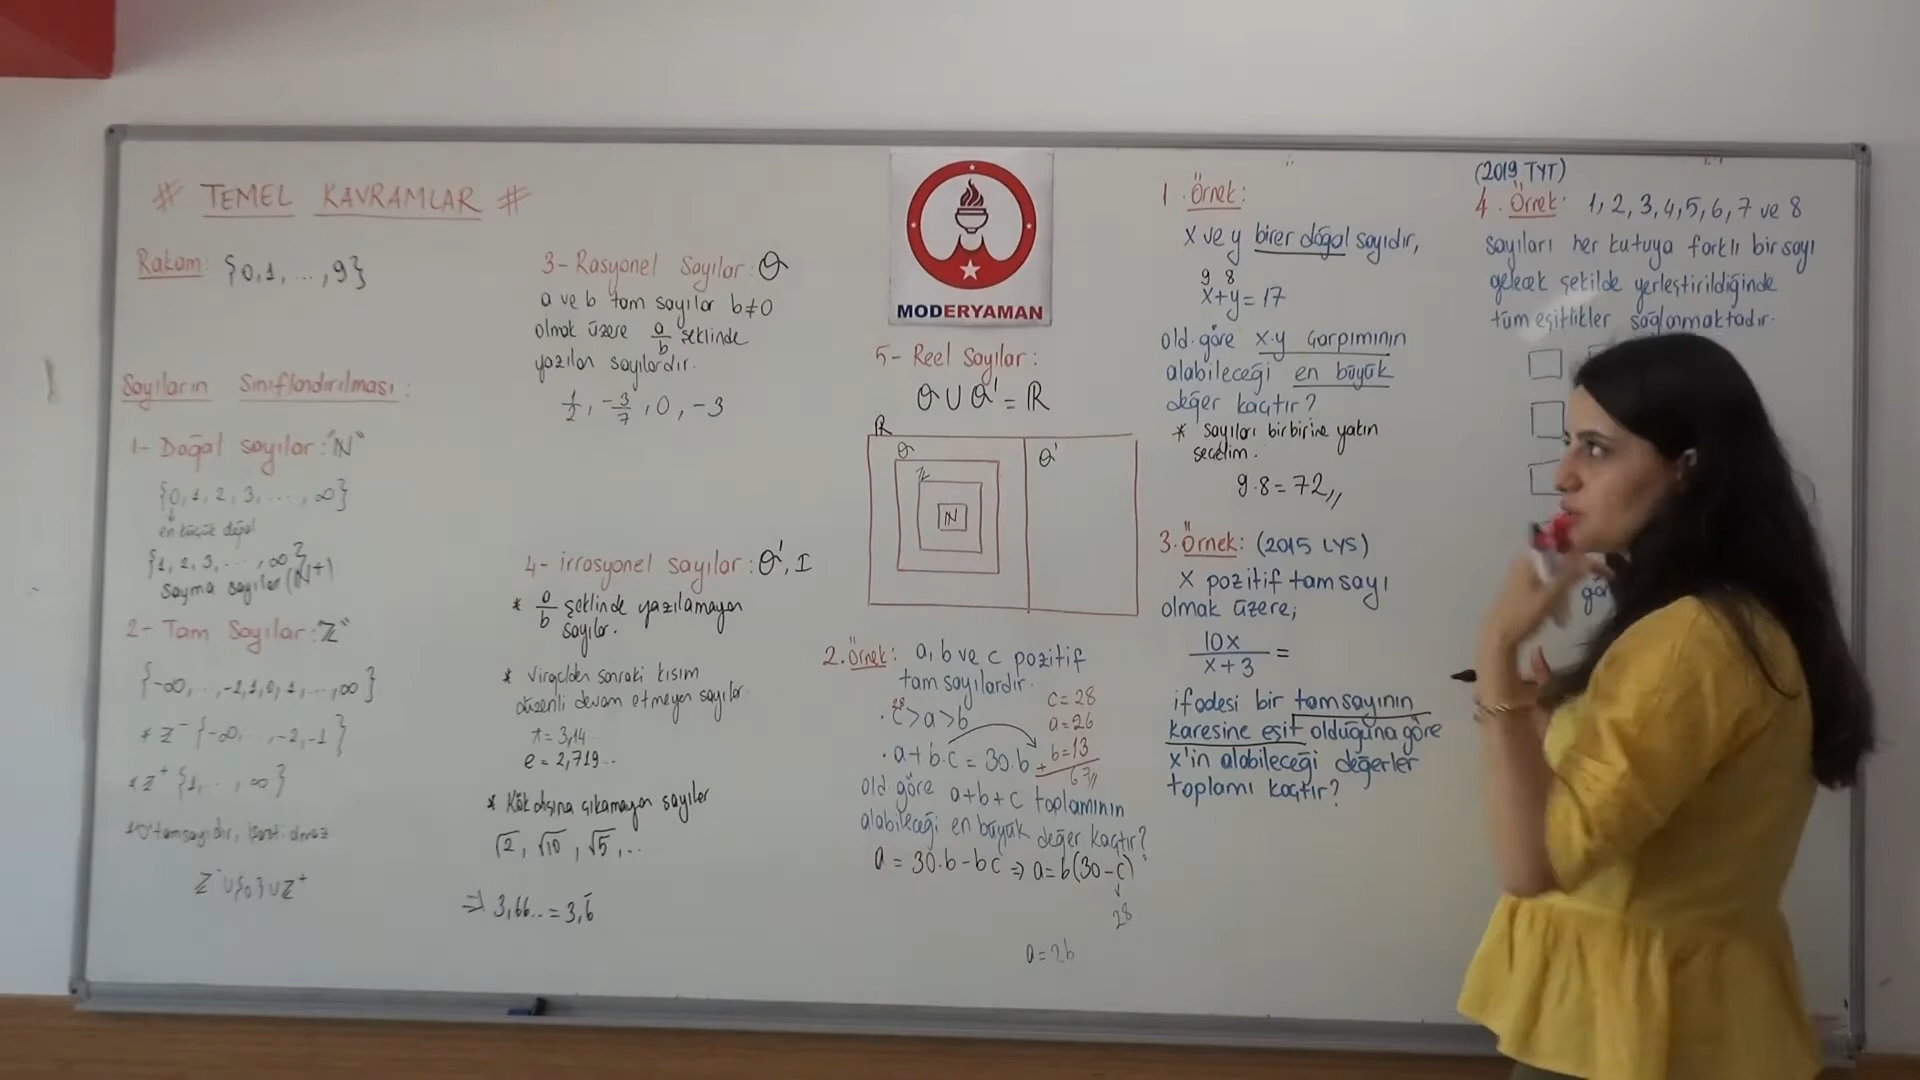 # TEMEL KAVRAMLAR #
Rakam: {0,1, ..., 9}
Sayıların Sınıflandırılması:
1- Doğal sayılar: "N"
{0, 1, 2, 3, ..., ∞}
en küçük doğal
{1, 2, 3, ..., ∞}
Sayma sayıları (N+)
2- Tam Sayılar: Z"
{-∞, .., -2,-1,0,1, ..., ∞}
* Z⁻ {-∞, .., -2, -1}
* Z⁺ {1, .., ∞}
Z⁻∪{0}∪Z⁺
3- Rasyonel Sayılar: Q
a ve b tam sayılar b≠0
olmak üzere a/b şeklinde
yazılan sayılardır.
1/2, -3/7, 0, -3
4- irrasyonel sayılar: Q', I
* a/b şeklinde yazılamayan
sayılar.
* Virgülden sonraki kısım
düzenli devam etmeyen sayılar.
π = 3,14..
e = 2,719...
* Kök dışına çıkamayan sayılar
√2, √10, √5, ...
⇒ 3,66.. = 3,6̄
MODERYAMAN
5- Reel Sayılar:
Q ∪ Q' = R
R
Q
Z
N
Q'
2.Örnek: a, b ve c pozitif
tam sayılardır.
28
· c > a > b
· a + b.c = 30.b
c = 28
a = 26
+ b = 13
67//
old. göre a+b+c toplamının
alabileceği en büyük değer kaçtır?
a = 30.b - bc ⇒ a = b(30-c)
28
a = 2b
1. Örnek:
x ve y birer doğal sayıdır,
9 8
x+y = 17
old. göre x.y çarpımının
alabileceği en büyük
değer kaçtır?
* sayıları birbirine yakın
seçelim.
9.8 = 72//
3. Örnek: (2015 LYS)
x pozitif tam sayı
olmak üzere;
10x
x+3 =
ifadesi bir tamsayının
karesine eşit olduğuna göre
x'in alabileceği değerler
toplamı kaçtır?
(2019 TYT)
4. Örnek: 1, 2, 3, 4, 5, 6, 7 ve 8
sayıları her kutuya farklı bir sayı
gelecek şekilde yerleştirildiğinde
tüm eşitlikler sağlanmaktadır.